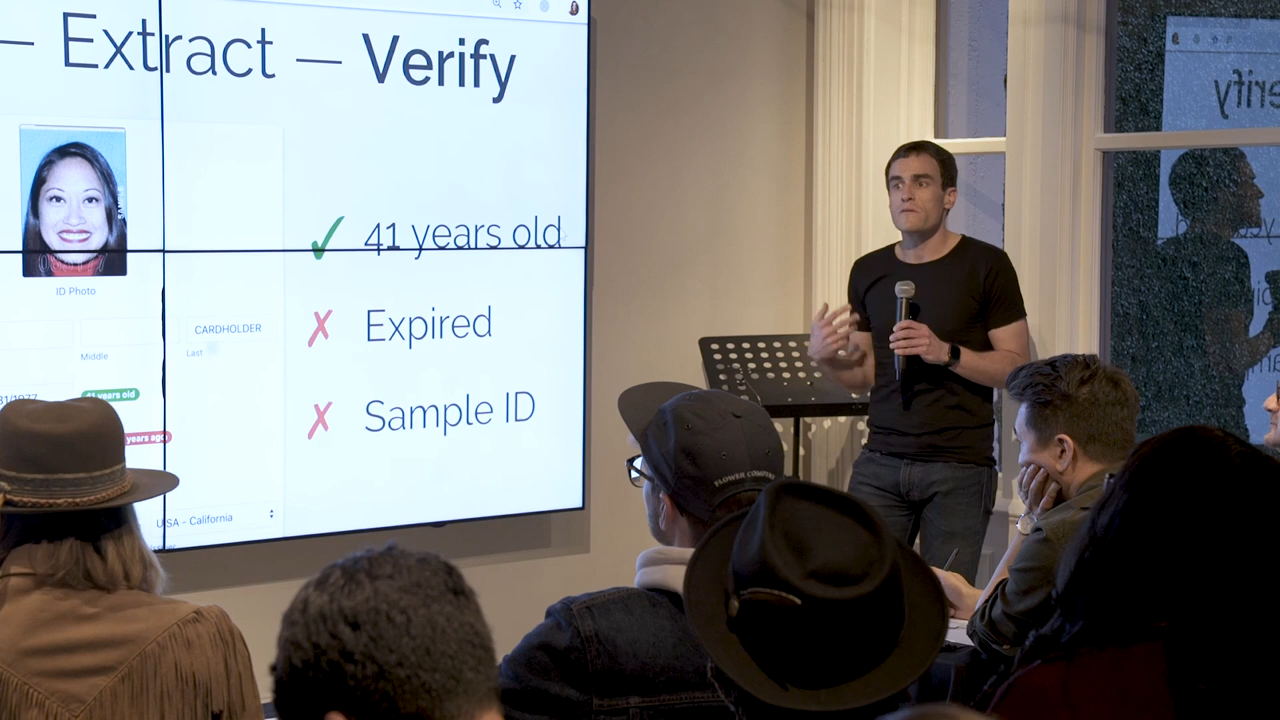 — Extract — Verify
ID Photo
CARDHOLDER
Middle
Last
41 years old
years ago
USA - California
✓ 41 years old
✗ Expired
✗ Sample ID
FLOWER COMPANY